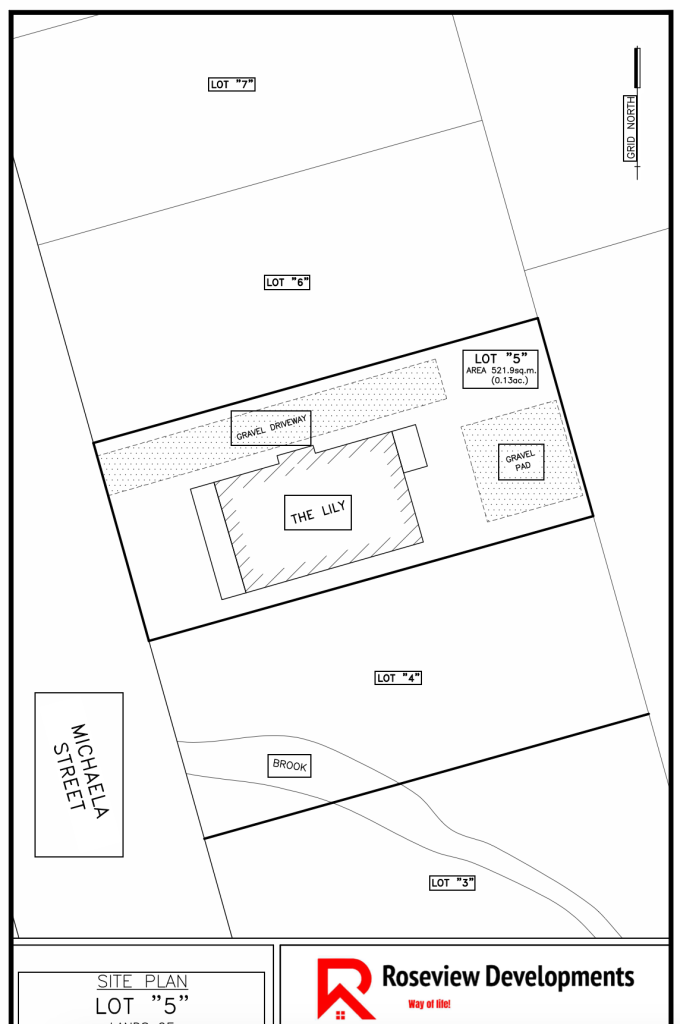 LOT "7"
GRID NORTH
LOT "6"
LOT "5"
AREA 521.9sq.m.
(0.13ac.)
GRAVEL DRIVEWAY
GRAVEL
PAD
THE LILY
LOT "4"
MICHAELA
STREET
BROOK
LOT "3"
SITE PLAN
LOT "5"
Roseview Developments
Way of life!